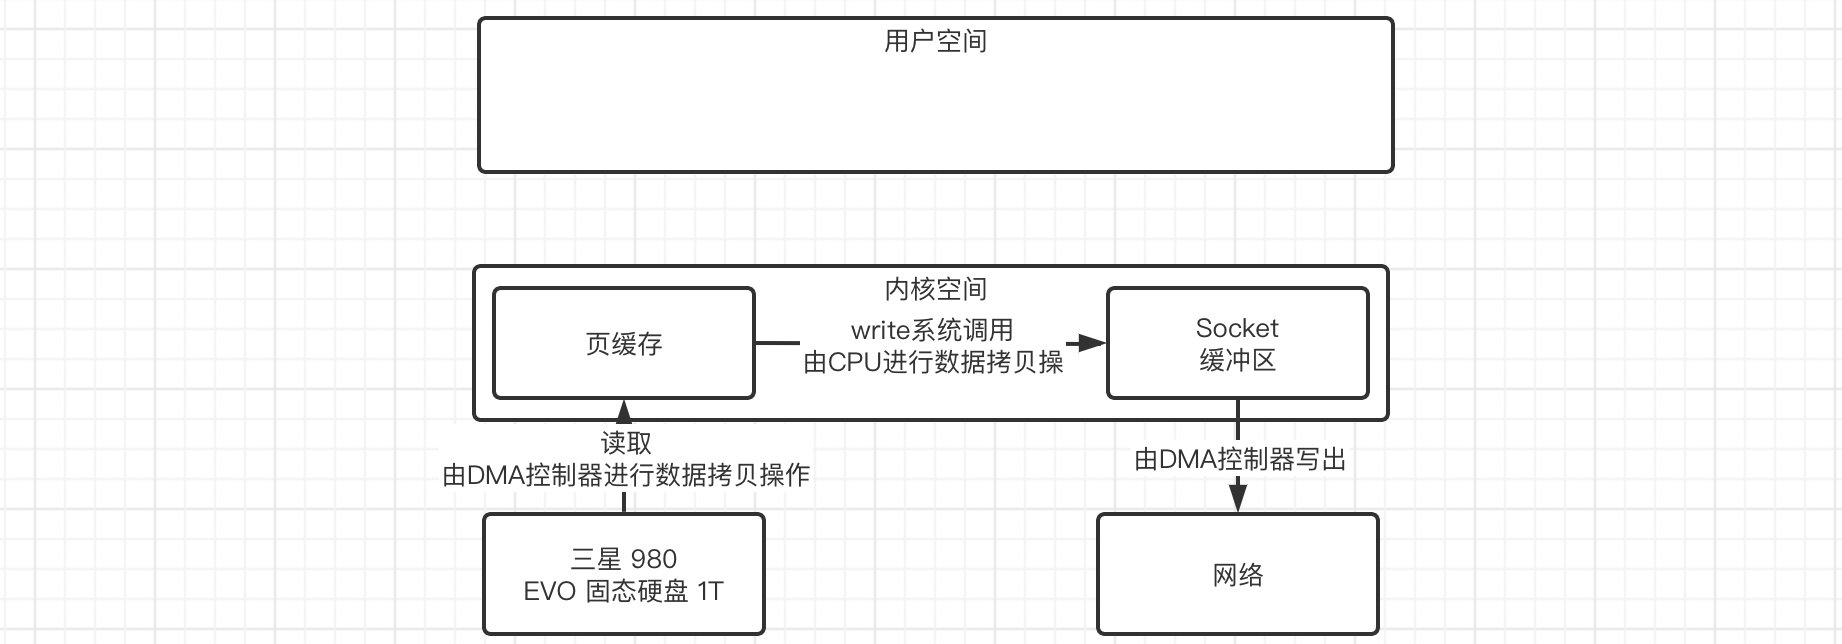 用户空间
内核空间
页缓存
write系统调用
由CPU进行数据拷贝操
Socket
缓冲区
读取
由DMA控制器进行数据拷贝操作
由DMA控制器写出
三星 980
EVO 固态硬盘 1T
网络